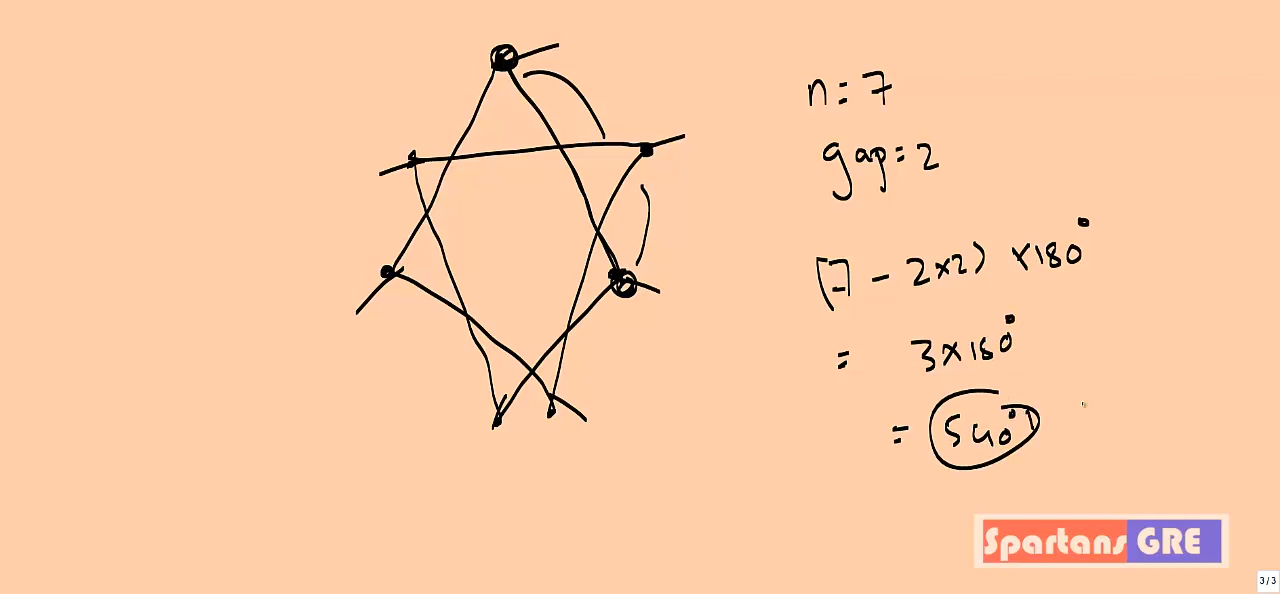 n = 7
gap = 2
(7 - 2×2) ×180°
= 3×180°
= 540°
Spartans GRE
3 / 3